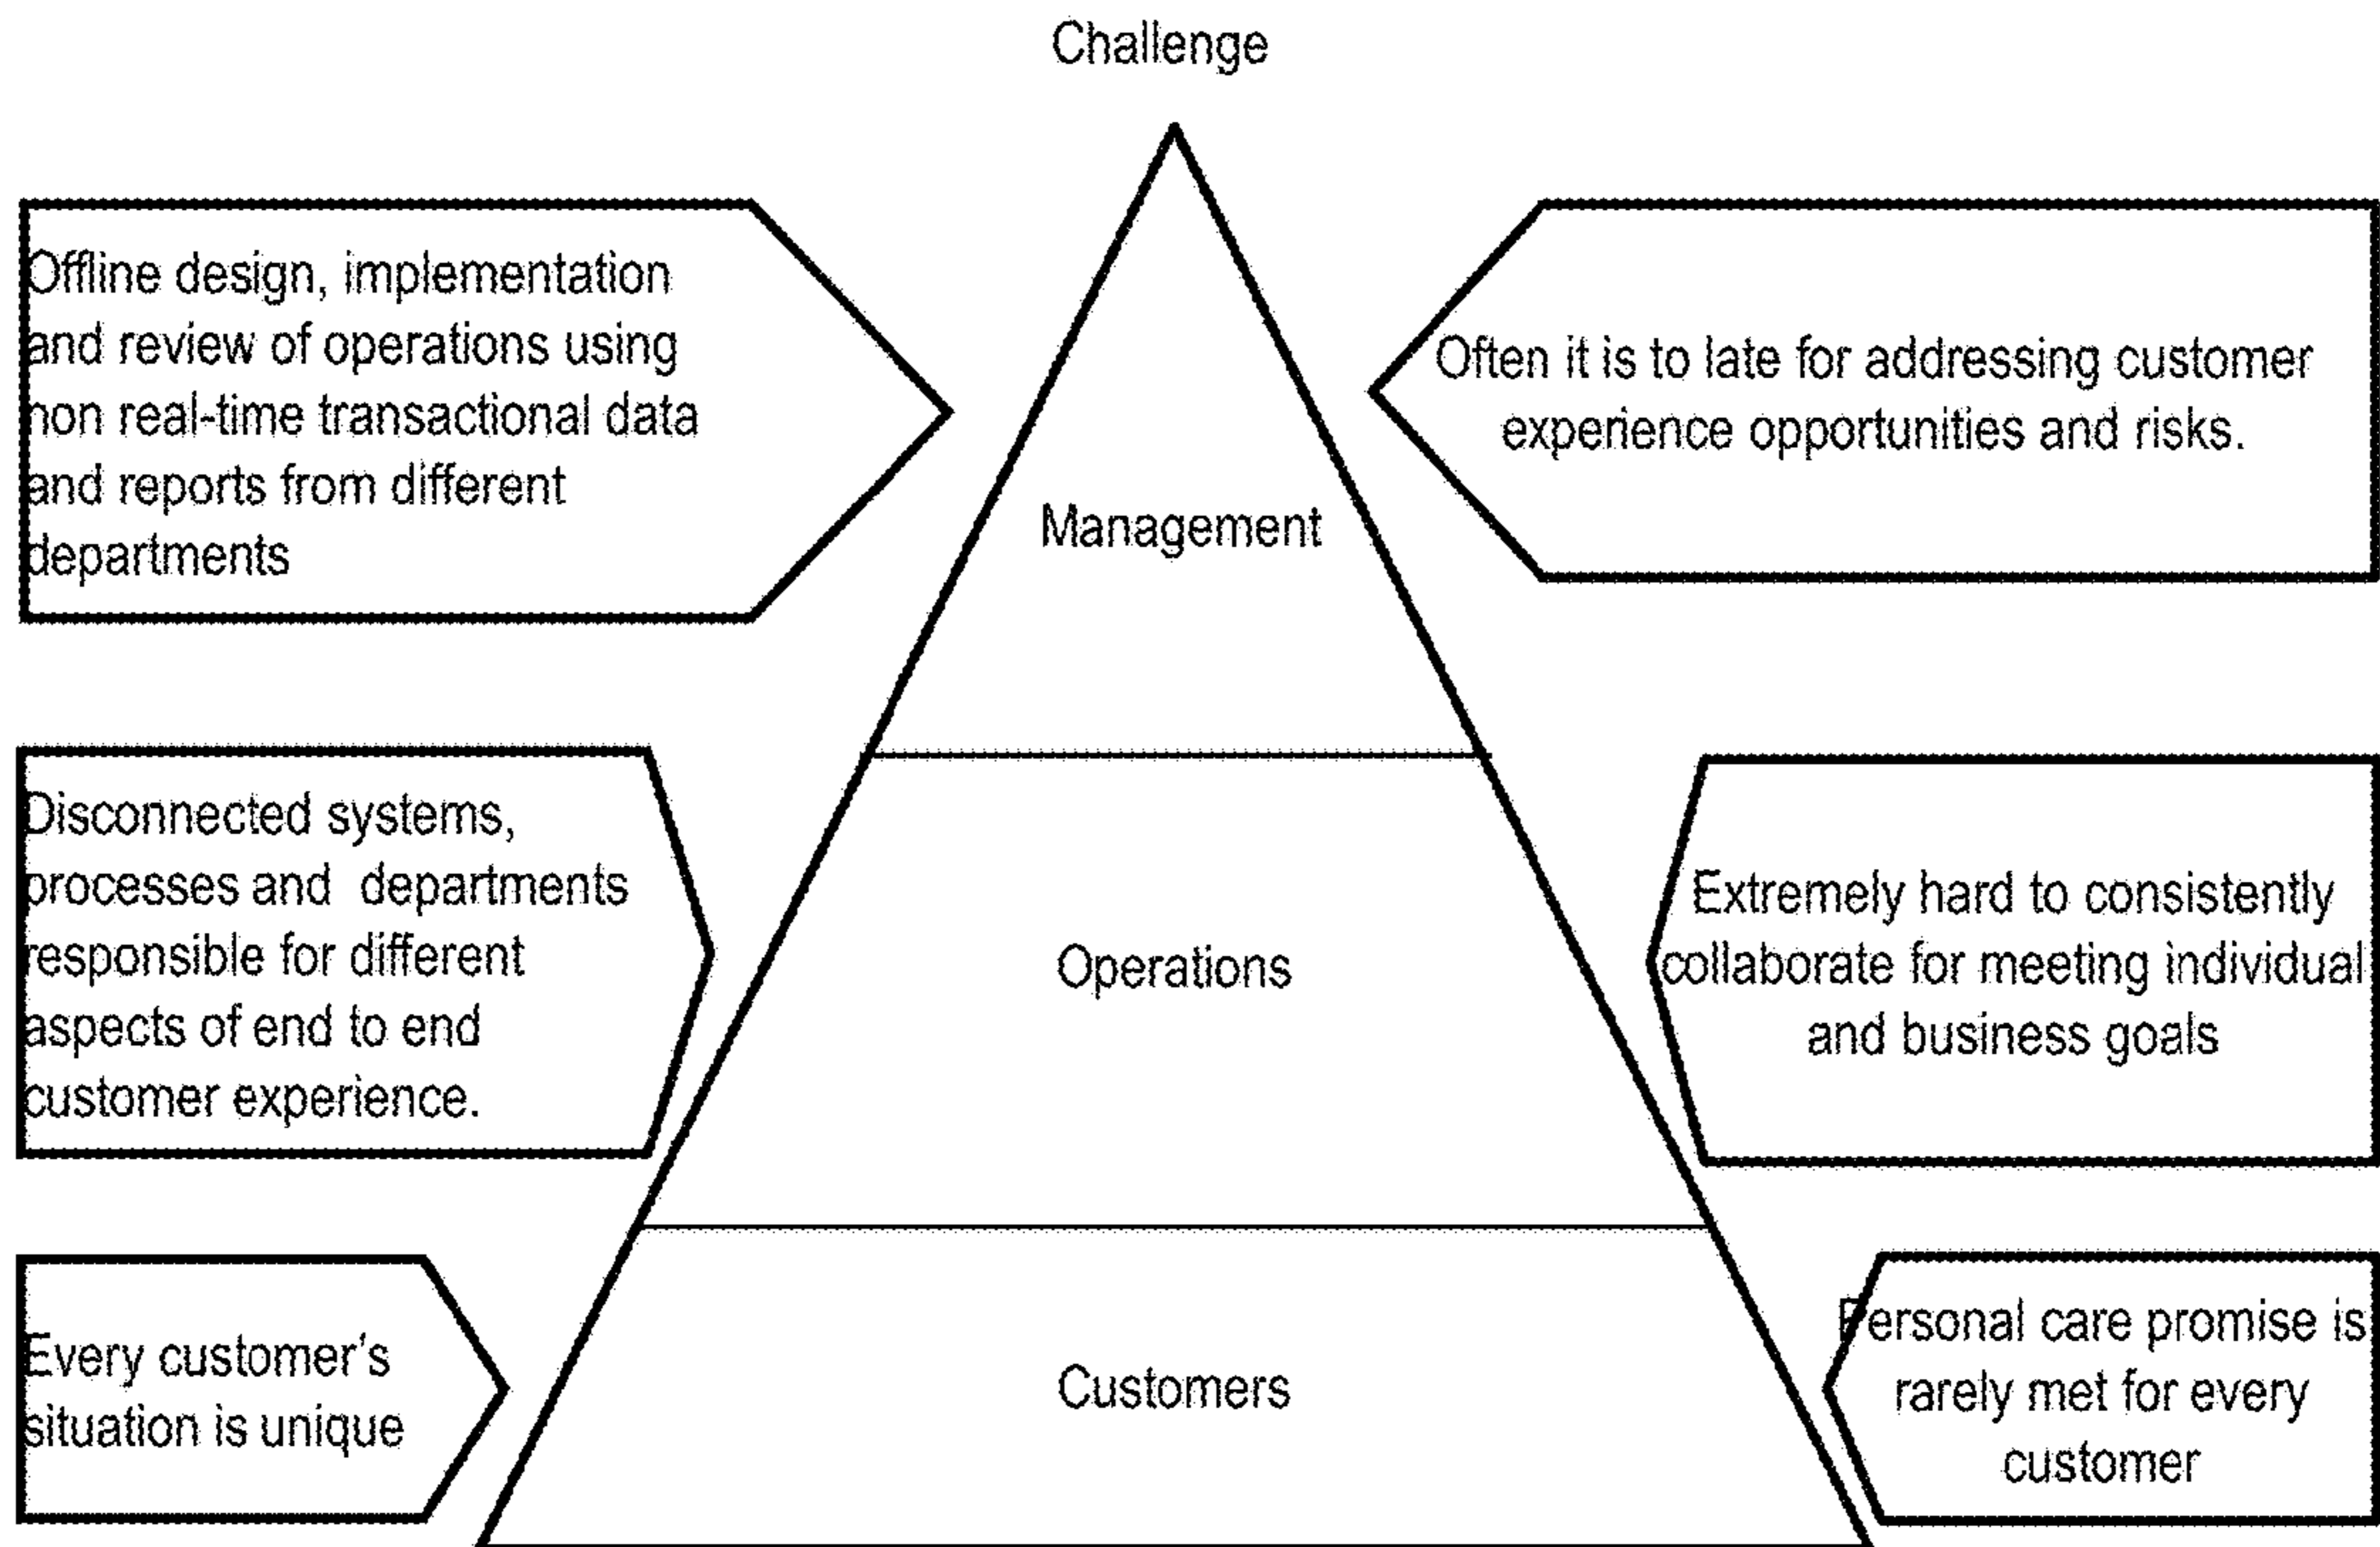 Challenge
Offline design, implementation
and review of operations using
non real-time transactional data
and reports from different
departments
Management
Often it is to late for addressing customer
experience opportunities and risks.
Disconnected systems,
processes and departments
responsible for different
aspects of end to end
customer experience.
Operations
Extremely hard to consistently
collaborate for meeting individual
and business goals
Every customer's
situation is unique
Customers
Personal care promise is
rarely met for every
customer